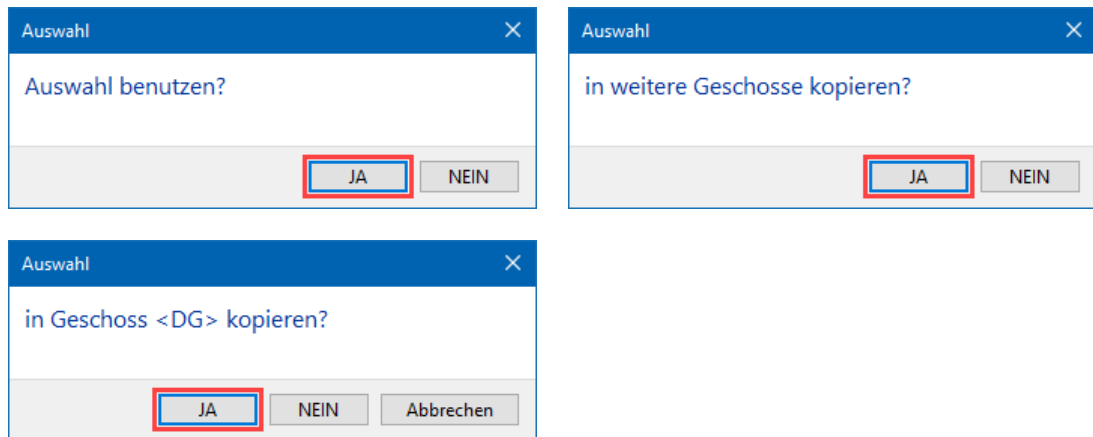 Auswahl
Auswahl benutzen?
JA NEIN
Auswahl
in weitere Geschosse kopieren?
JA NEIN
Auswahl
in Geschoss <DG> kopieren?
JA NEIN Abbrechen